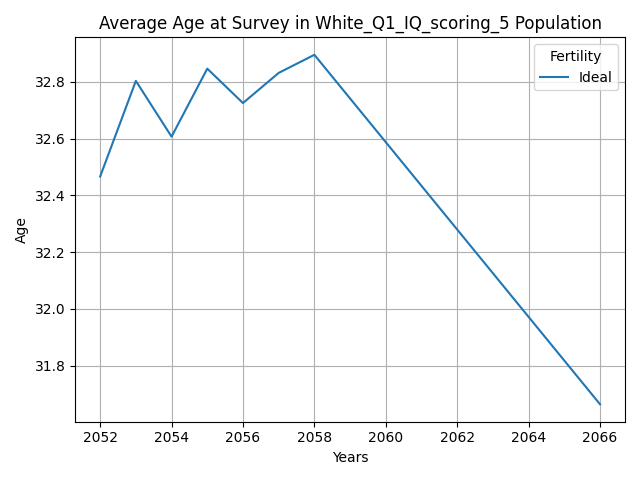 Average Age at Survey in White_Q1_IQ_scoring_5 Population
Fertility
Ideal
32.8
32.6
32.4
32.2
32.0
31.8
Age
2052 2054 2056 2058 2060 2062 2064 2066
Years